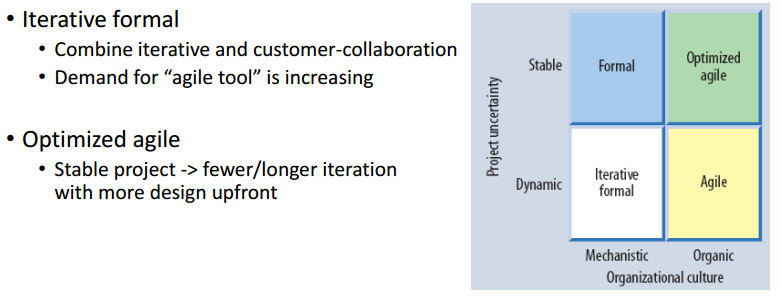 • Iterative formal
• Combine iterative and customer-collaboration
• Demand for “agile tool” is increasing
• Optimized agile
• Stable project -> fewer/longer iteration
with more design upfront
Project uncertainty
Stable
Formal
Optimized
agile
Dynamic
Iterative
formal
Agile
Mechanistic
Organic
Organizational culture